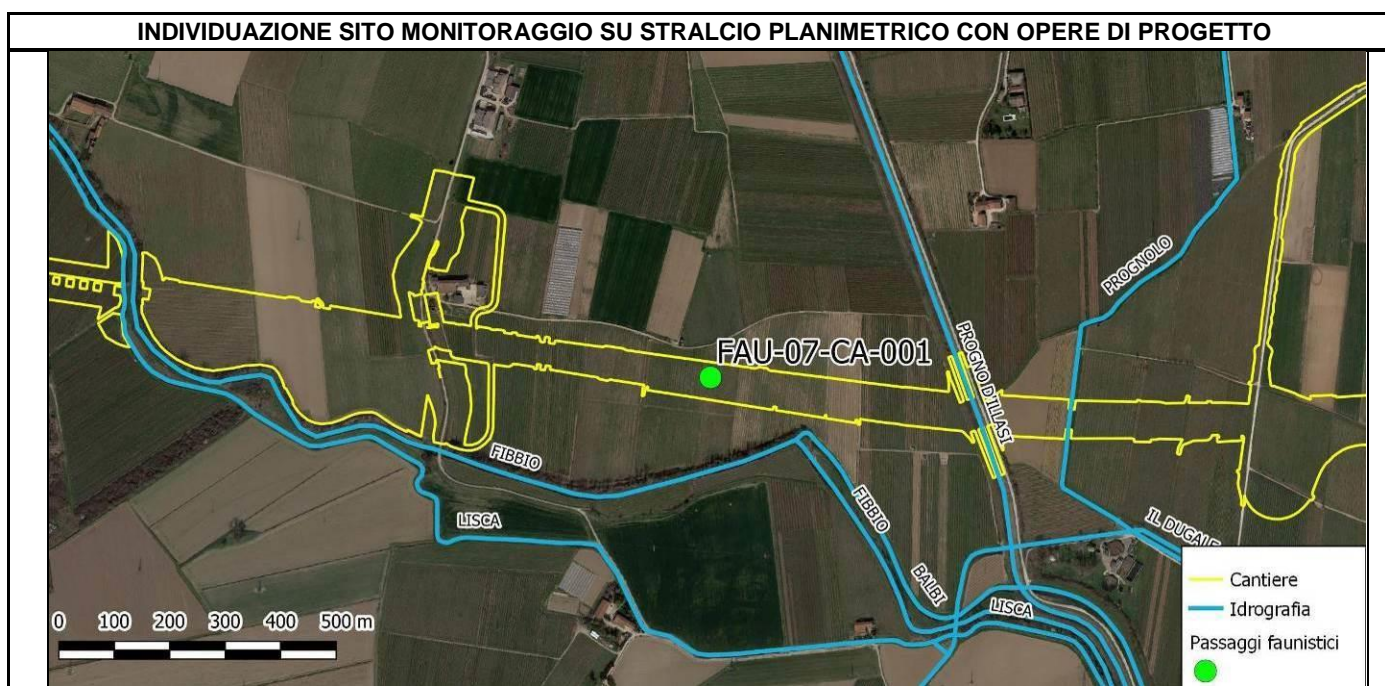 INDIVIDUAZIONE SITO MONITORAGGIO SU STRALCIO PLANIMETRICO CON OPERE DI PROGETTO
PROGNOLO
FAU-07-CA-001
PROGNO D'ILLASI
FIBBIO
FIBBIO
LISCA
IL DUGALE
BALBI
LISCA
0 100 200 300 400 500 m
Cantiere
Idrografia
Passaggi faunistici